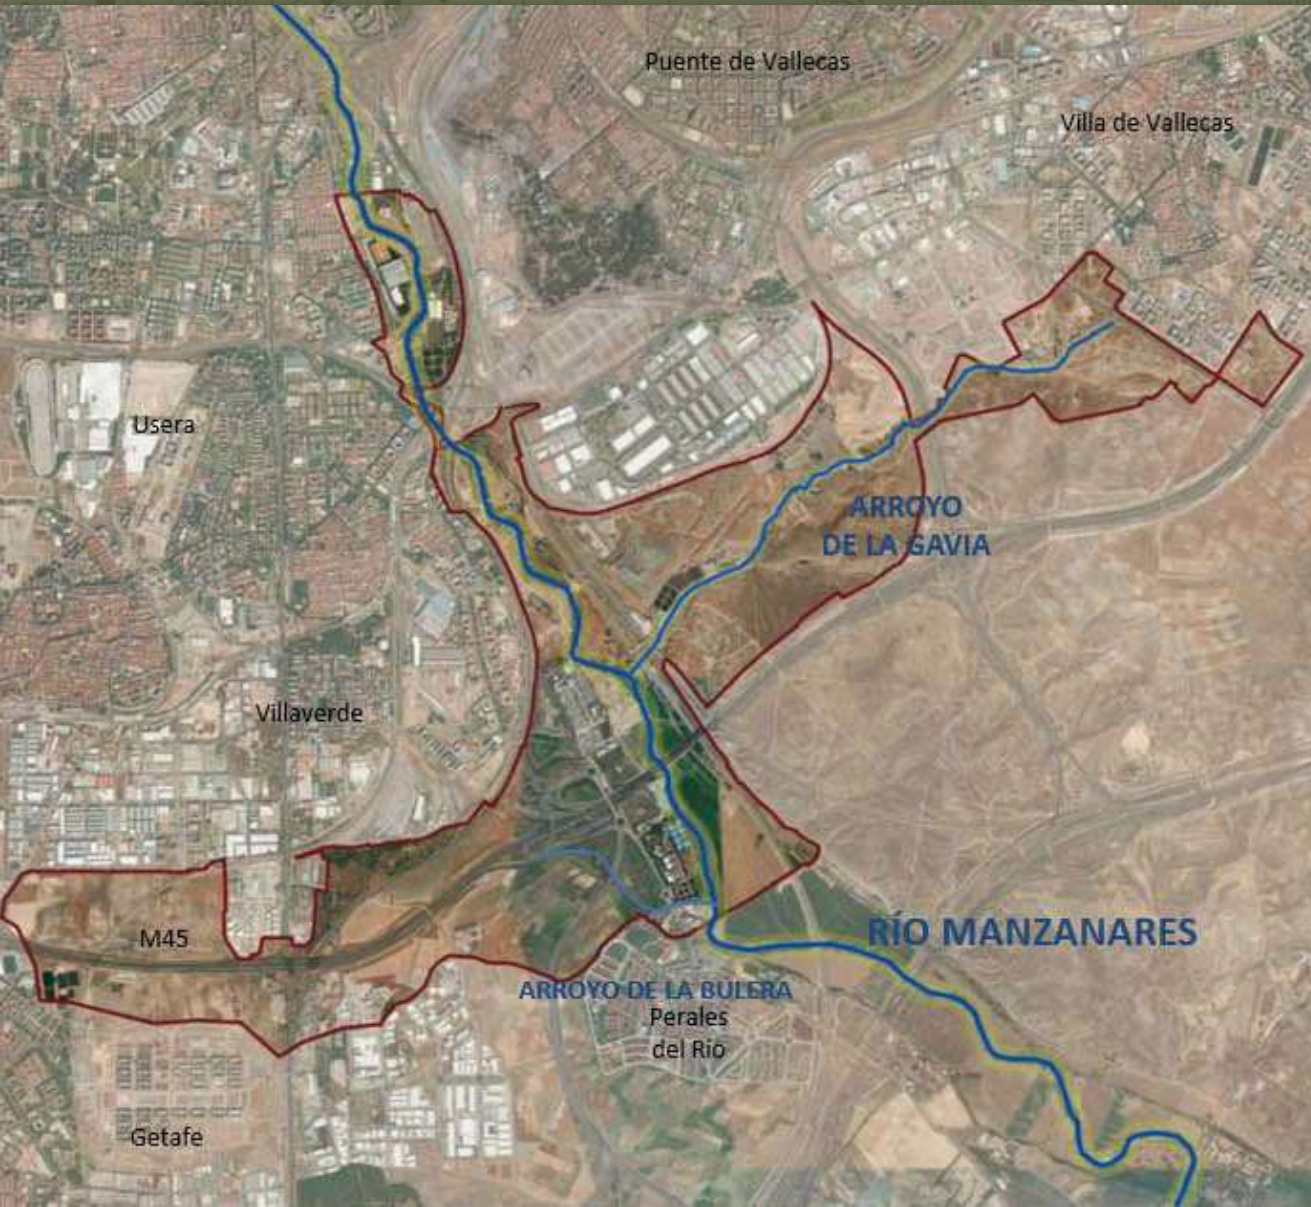 Puente de Vallecas
Villa de Vallecas
Usera
ARROYO
DE LA GAVIA
Villaverde
RÍO MANZANARES
M45
ARROYO DE LA BULERA
Perales
del Río
Getafe